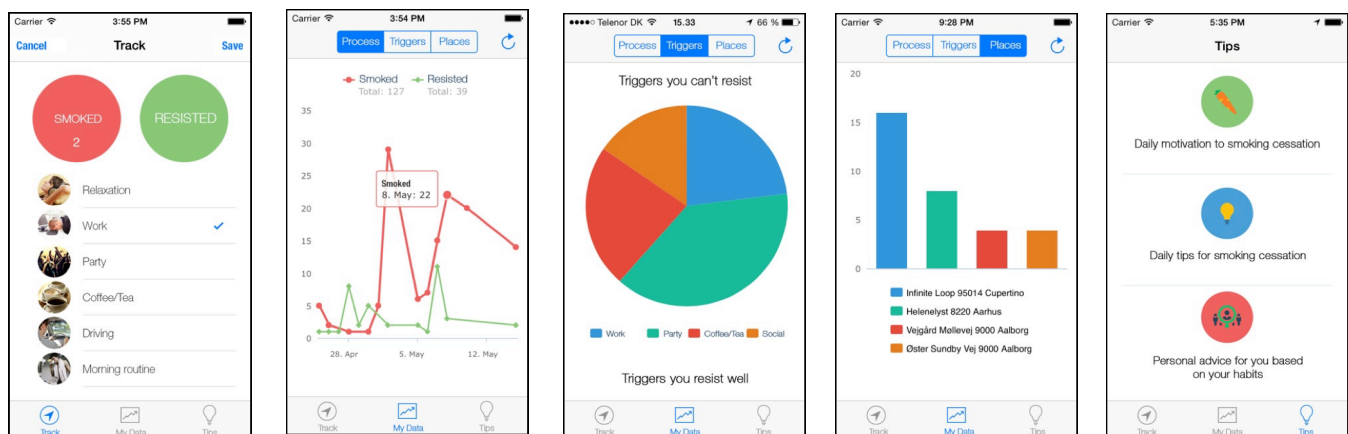 Carrier 3:55 PM
Cancel Track Save
SMOKED RESISTED
2
Relaxation
Work
Party
Coffee/Tea
Driving
Morning routine
Track My Data Tips
Carrier 3:54 PM
Process Triggers Places
Smoked Resisted
Total: 127 Total: 39
35
30
25
20
15
10
5
0
Smoked
8. May: 22
28. Apr 5. May 12. May
Track My Data Tips
Telenor DK 15.33 66 %
Process Triggers Places
Triggers you can't resist
Work Party Coffee/Tea Social
Triggers you resist well
Track My Data Tips
Carrier 9:28 PM
Process Triggers Places
20
15
10
5
0
Infinite Loop 95014 Cupertino
Helenelyst 8220 Aarhus
Vejgård Møllevej 9000 Aalborg
Øster Sundby Vej 9000 Aalborg
Track My Data Tips
Carrier 5:35 PM
Tips
Daily motivation to smoking cessation
Daily tips for smoking cessation
Personal advice for you based
on your habits
Track My Data Tips